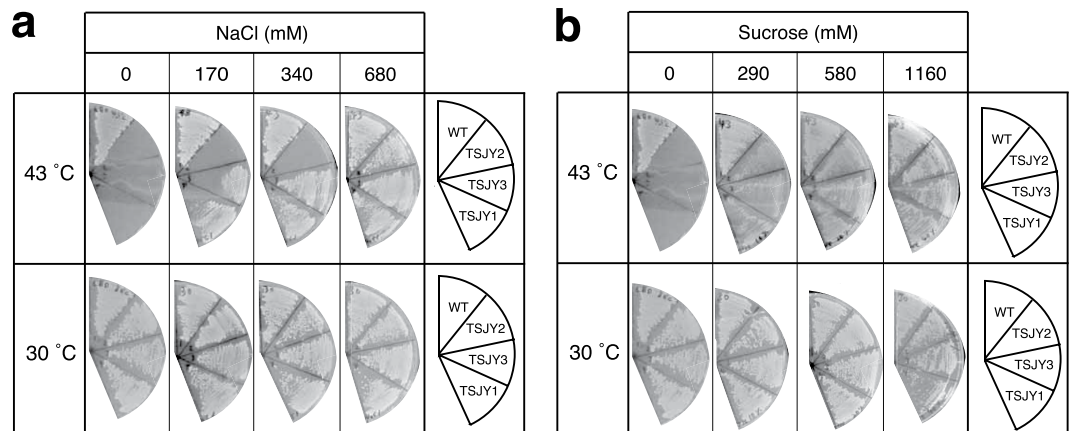 a
NaCl (mM)
0 170 340 680
43 ˚C
WT
TSJY2
TSJY3
TSJY1
30 ˚C
WT
TSJY2
TSJY3
TSJY1
b
Sucrose (mM)
0 290 580 1160
43 ˚C
WT
TSJY2
TSJY3
TSJY1
30 ˚C
WT
TSJY2
TSJY3
TSJY1